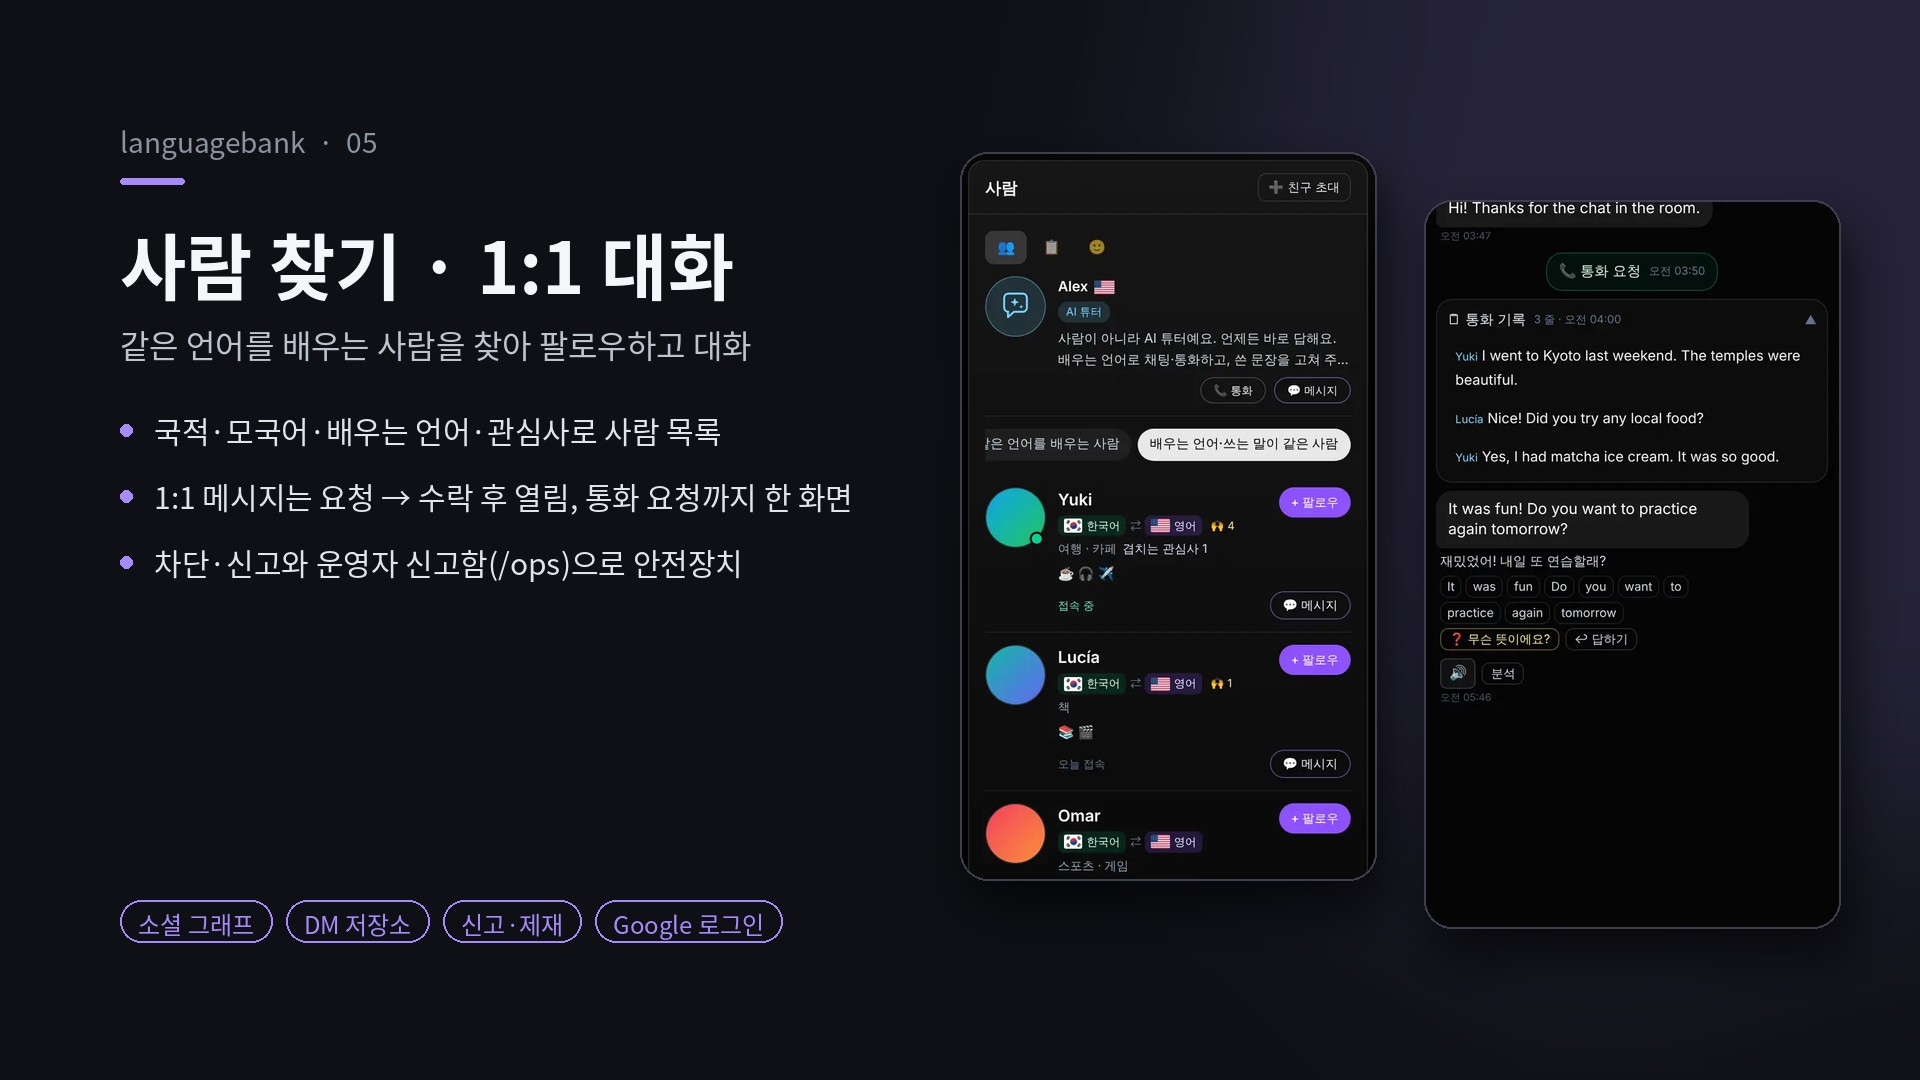 languagebank · 05
사람 찾기 · 1:1 대화
같은 언어를 배우는 사람을 찾아 팔로우하고 대화
국적·모국어·배우는 언어·관심사로 사람 목록
1:1 메시지는 요청 → 수락 후 열림, 통화 요청까지 한 화면
차단·신고와 운영자 신고함(/ops)으로 안전장치
소셜 그래프
DM 저장소
신고·제재
Google 로그인
사람
➕ 친구 초대
Alex
AI 튜터
사람이 아니라 AI 튜터예요. 언제든 바로 답해요.
배우는 언어로 채팅·통화하고, 쓴 문장을 고쳐 주...
통화
메시지
은 언어를 배우는 사람
배우는 언어·쓰는 말이 같은 사람
Yuki
+ 팔로우
한국어 ⇄ 영어 4
여행 · 카페 겹치는 관심사 1
접속 중
메시지
Lucía
+ 팔로우
한국어 ⇄ 영어 1
책
오늘 접속
메시지
Omar
+ 팔로우
한국어 ⇄ 영어
스포츠 · 게임
Hi! Thanks for the chat in the room.
오전 03:47
통화 요청 오전 03:50
통화 기록 3 줄 · 오전 04:00 ▲
Yuki I went to Kyoto last weekend. The temples were
beautiful.
Lucía Nice! Did you try any local food?
Yuki Yes, I had matcha ice cream. It was so good.
It was fun! Do you want to practice
again tomorrow?
재밌었어! 내일 또 연습할래?
It was fun Do you want to
practice again tomorrow
❓ 무슨 뜻이에요? ↩ 답하기
분석
오전 05:46